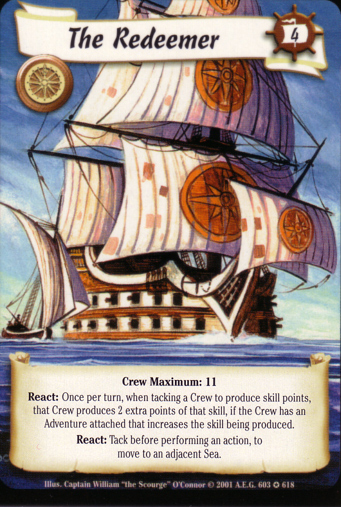 The Redeemer
4
Crew Maximum: 11
React: Once per turn, when tacking a Crew to produce skill points,
that Crew produces 2 extra points of that skill, if the Crew has an
Adventure attached that increases the skill being produced.
React: Tack before performing an action, to
move to an adjacent Sea.
Illus. Captain William "the Scourge" O'Connor © 2001 A.E.G. 603 ✪ 618